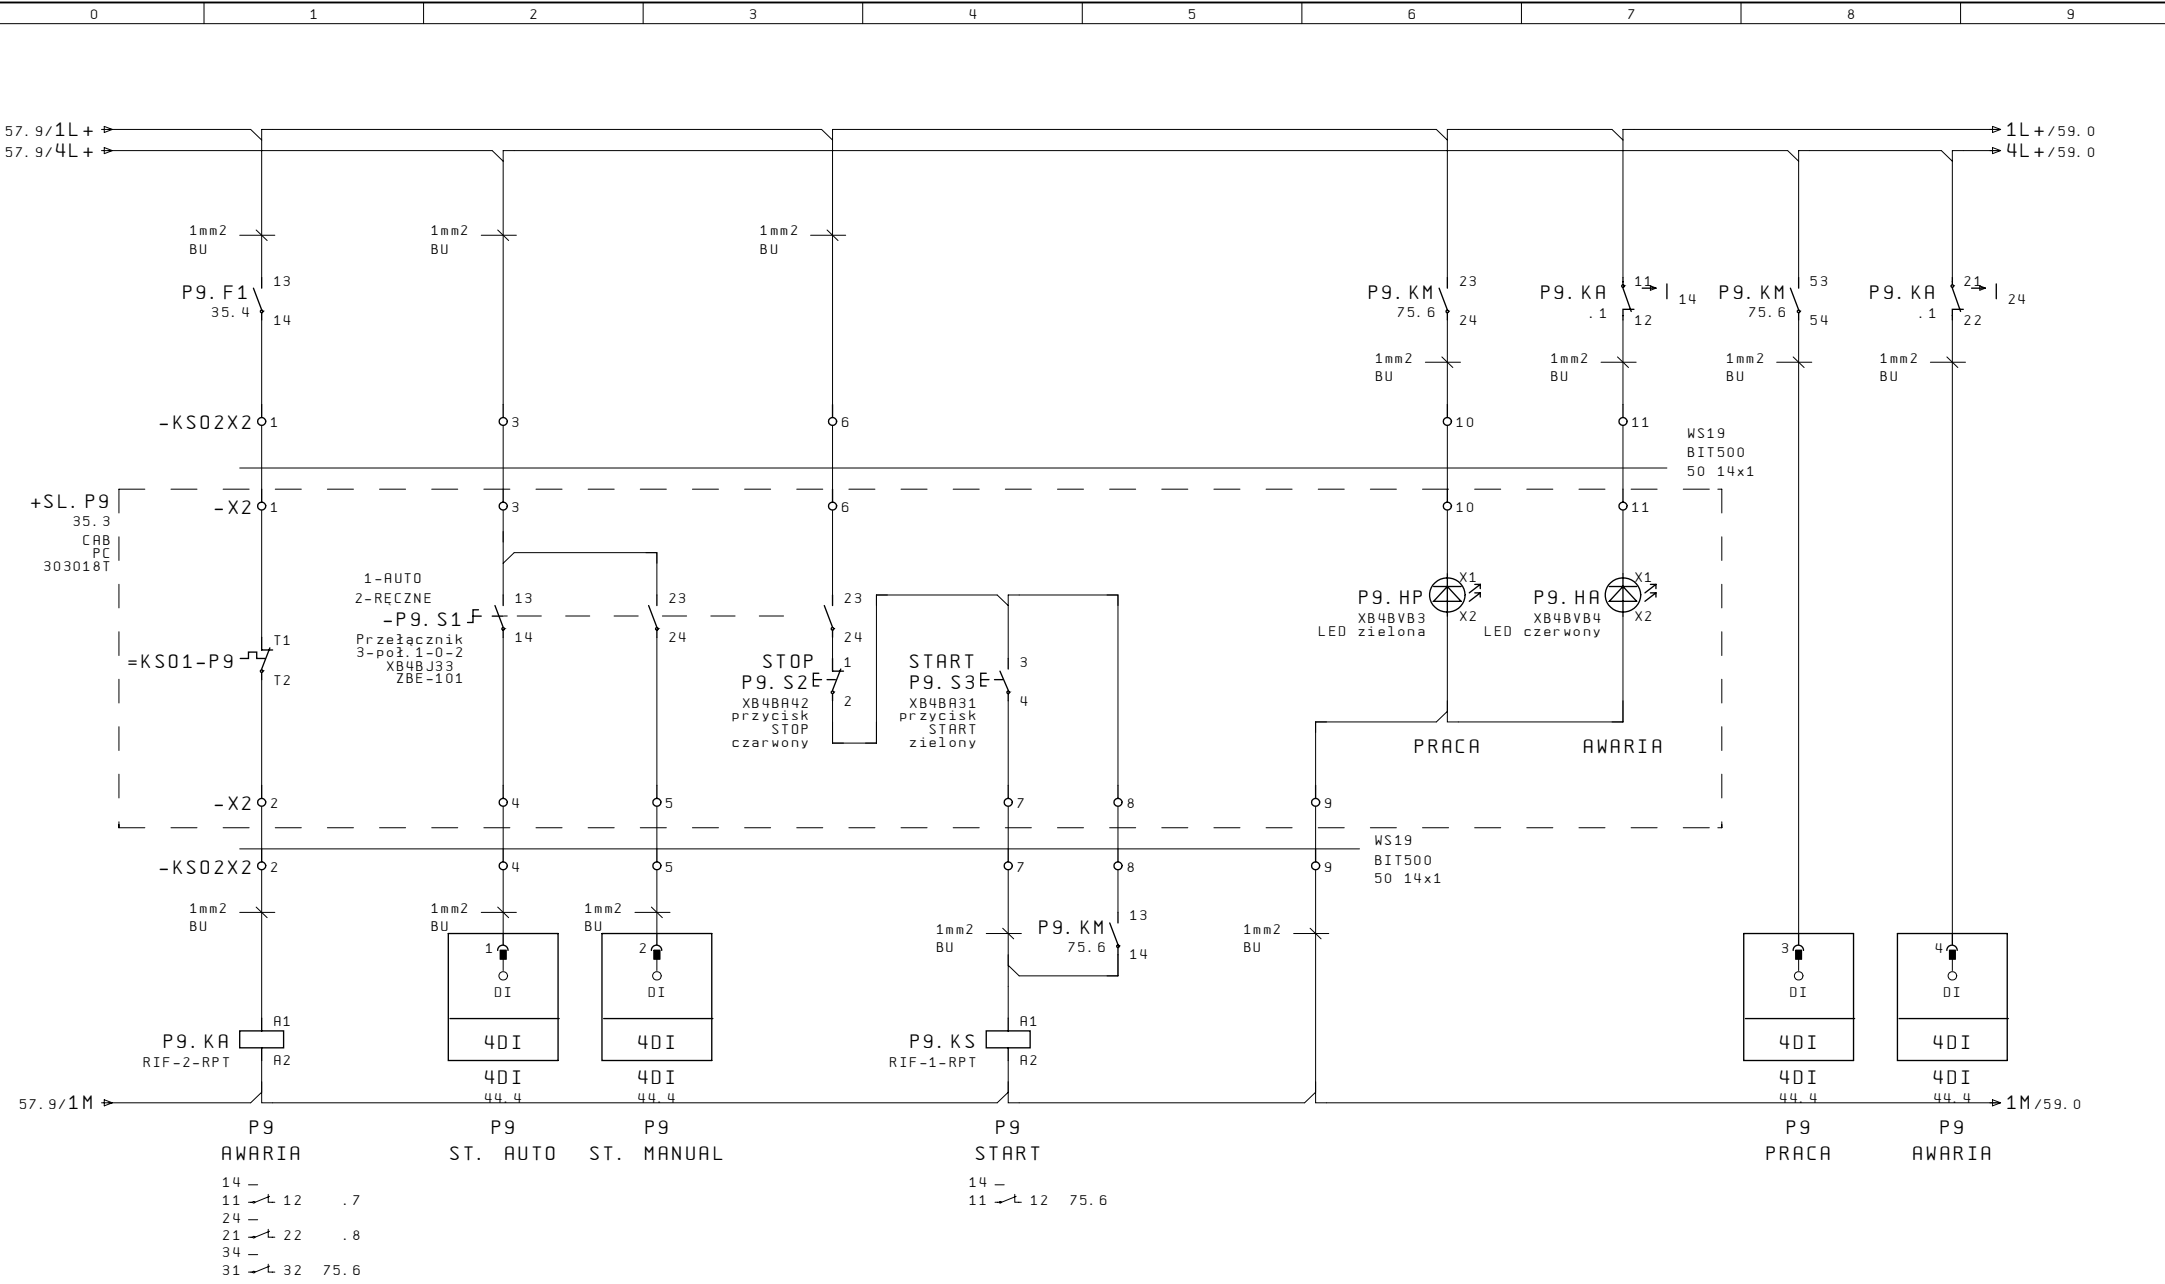 0 1 2 3 4 5 6 7 8 9
57.9/1L+ 1L+/59.0
57.9/4L+ 4L+/59.0
1mm2 1mm2 1mm2
BU BU BU
P9.F1 13
35.4 14
P9.KM 23
75.6 24
P9.KA 11 14
.1 12
P9.KM 53
75.6 54
P9.KA 21 24
.1 22
1mm2 1mm2 1mm2 1mm2
BU BU BU BU
-KS02X2 1 3 6 10 11
WS19
BIT500
50 14x1
+SL.P9
35.3
CAB
PC
303018T
-X2 1 3 6 10 11
1-AUTO
2-RĘCZNE
-P9.S1
Przełącznik
3-poł.1-0-2
XB4BJ33
ZBE-101
13
14
23
24
23
24
=KS01-P9
T1
T2
STOP
P9.S2
XB4BA42
przycisk
STOP
czarwony
1
2
START
P9.S3
XB4BA31
przycisk
START
zielony
3
4
P9.HP
XB4BVB3
LED zielona
X1
X2
PRACA
P9.HA
XB4BVB4
LED czerwony
X1
X2
AWARIA
-X2 2 4 5 7 8 9
WS19
BIT500
50 14x1
-KS02X2 2 4 5 7 8 9
1mm2 1mm2 1mm2
BU BU BU
1mm2 1mm2
BU BU
P9.KM 13
75.6 14
1 2 3 4
DI DI DI DI
P9.KA A1
RIF-2-RPT A2
4DI 4DI
P9.KS A1
RIF-1-RPT A2
4DI 4DI
4DI 4DI 4DI 4DI
44.4 44.4 44.4 44.4
57.9/1M 1M/59.0
P9 P9 P9 P9 P9 P9
AWARIA ST. AUTO ST. MANUAL START PRACA AWARIA
14
11 12 .7
24
21 22 .8
34
31 32 75.6
14
11 12 75.6